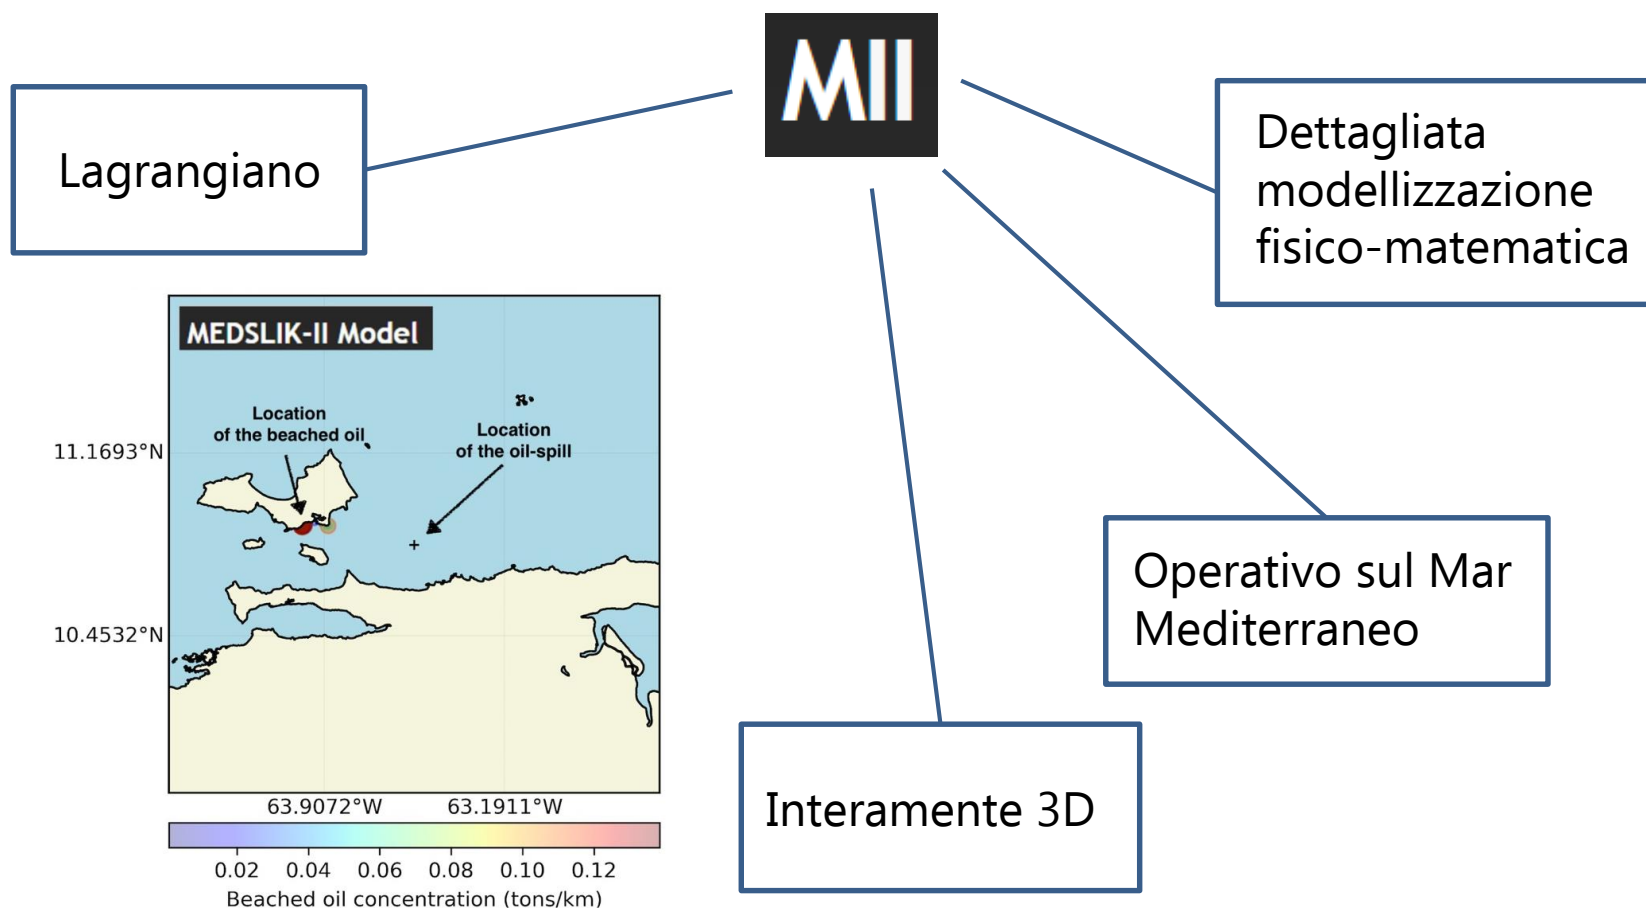 MII
Lagrangiano
Dettagliata
modellizzazione
fisico-matematica
MEDSLIK-II Model
Location
of the beached oil
Location
of the oil-spill
11.1693°N
10.4532°N
63.9072°W 63.1911°W
0.02 0.04 0.06 0.08 0.10 0.12
Beached oil concentration (tons/km)
Operativo sul Mar
Mediterraneo
Interamente 3D